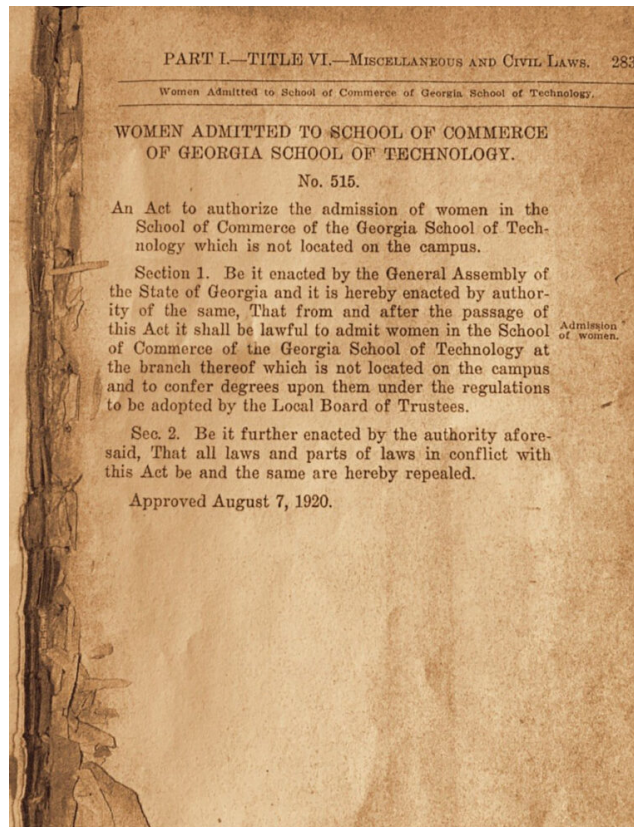 PART I.—TITLE VI.—MISCELLANEOUS AND CIVIL LAWS. 283
Women Admitted to School of Commerce of Georgia School of Technology.
WOMEN ADMITTED TO SCHOOL OF COMMERCE
OF GEORGIA SCHOOL OF TECHNOLOGY.
No. 515.
An Act to authorize the admission of women in the
School of Commerce of the Georgia School of Tech-
nology which is not located on the campus.
Section 1. Be it enacted by the General Assembly of
the State of Georgia and it is hereby enacted by author-
ity of the same, That from and after the passage of
this Act it shall be lawful to admit women in the School
of Commerce of the Georgia School of Technology at
the branch thereof which is not located on the campus
and to confer degrees upon them under the regulations
to be adopted by the Local Board of Trustees.
Admission
of women.
Sec. 2. Be it further enacted by the authority afore-
said, That all laws and parts of laws in conflict with
this Act be and the same are hereby repealed.
Approved August 7, 1920.